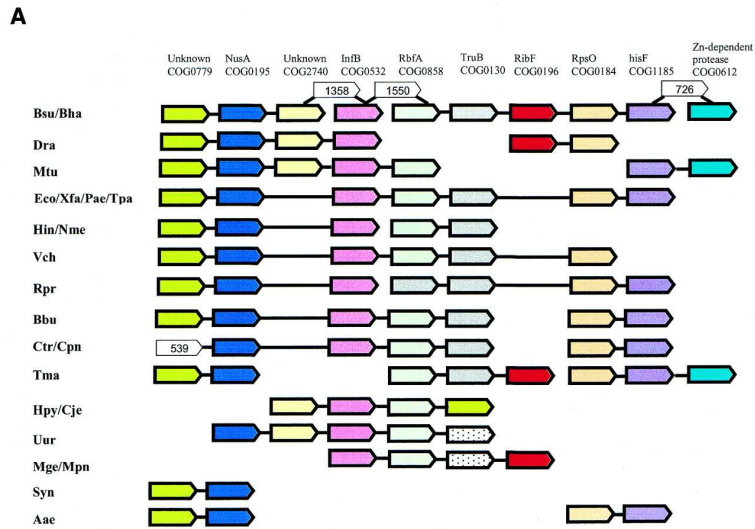 A
Unknown COG0779
NusA COG0195
Unknown COG2740
InfB COG0532
RbfA COG0858
TruB COG0130
RibF COG0196
RpsO COG0184
hisF COG1185
Zn-dependent protease COG0612
1358
1550
726
Bsu/Bha
Dra
Mtu
Eco/Xfa/Pae/Tpa
Hin/Nme
Vch
Rpr
Bbu
Ctr/Cpn
539
Tma
Hpy/Cje
Uur
Mge/Mpn
Syn
Aae